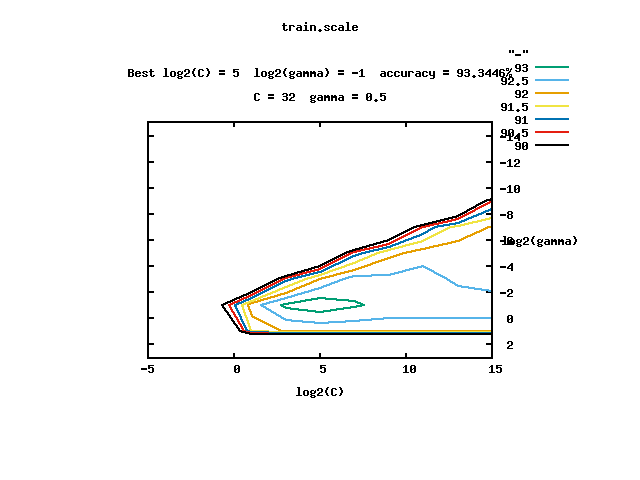 train.scale
"-"
Best log2(C) = 5  log2(gamma) = -1  accuracy = 93.3446%
93
92.5
92
C = 32  gamma = 0.5
91.5
91
90.5
90
-14
-12
-10
-8
-6
log2(gamma)
-4
-2
0
2
-5 0 5 10 15
log2(C)